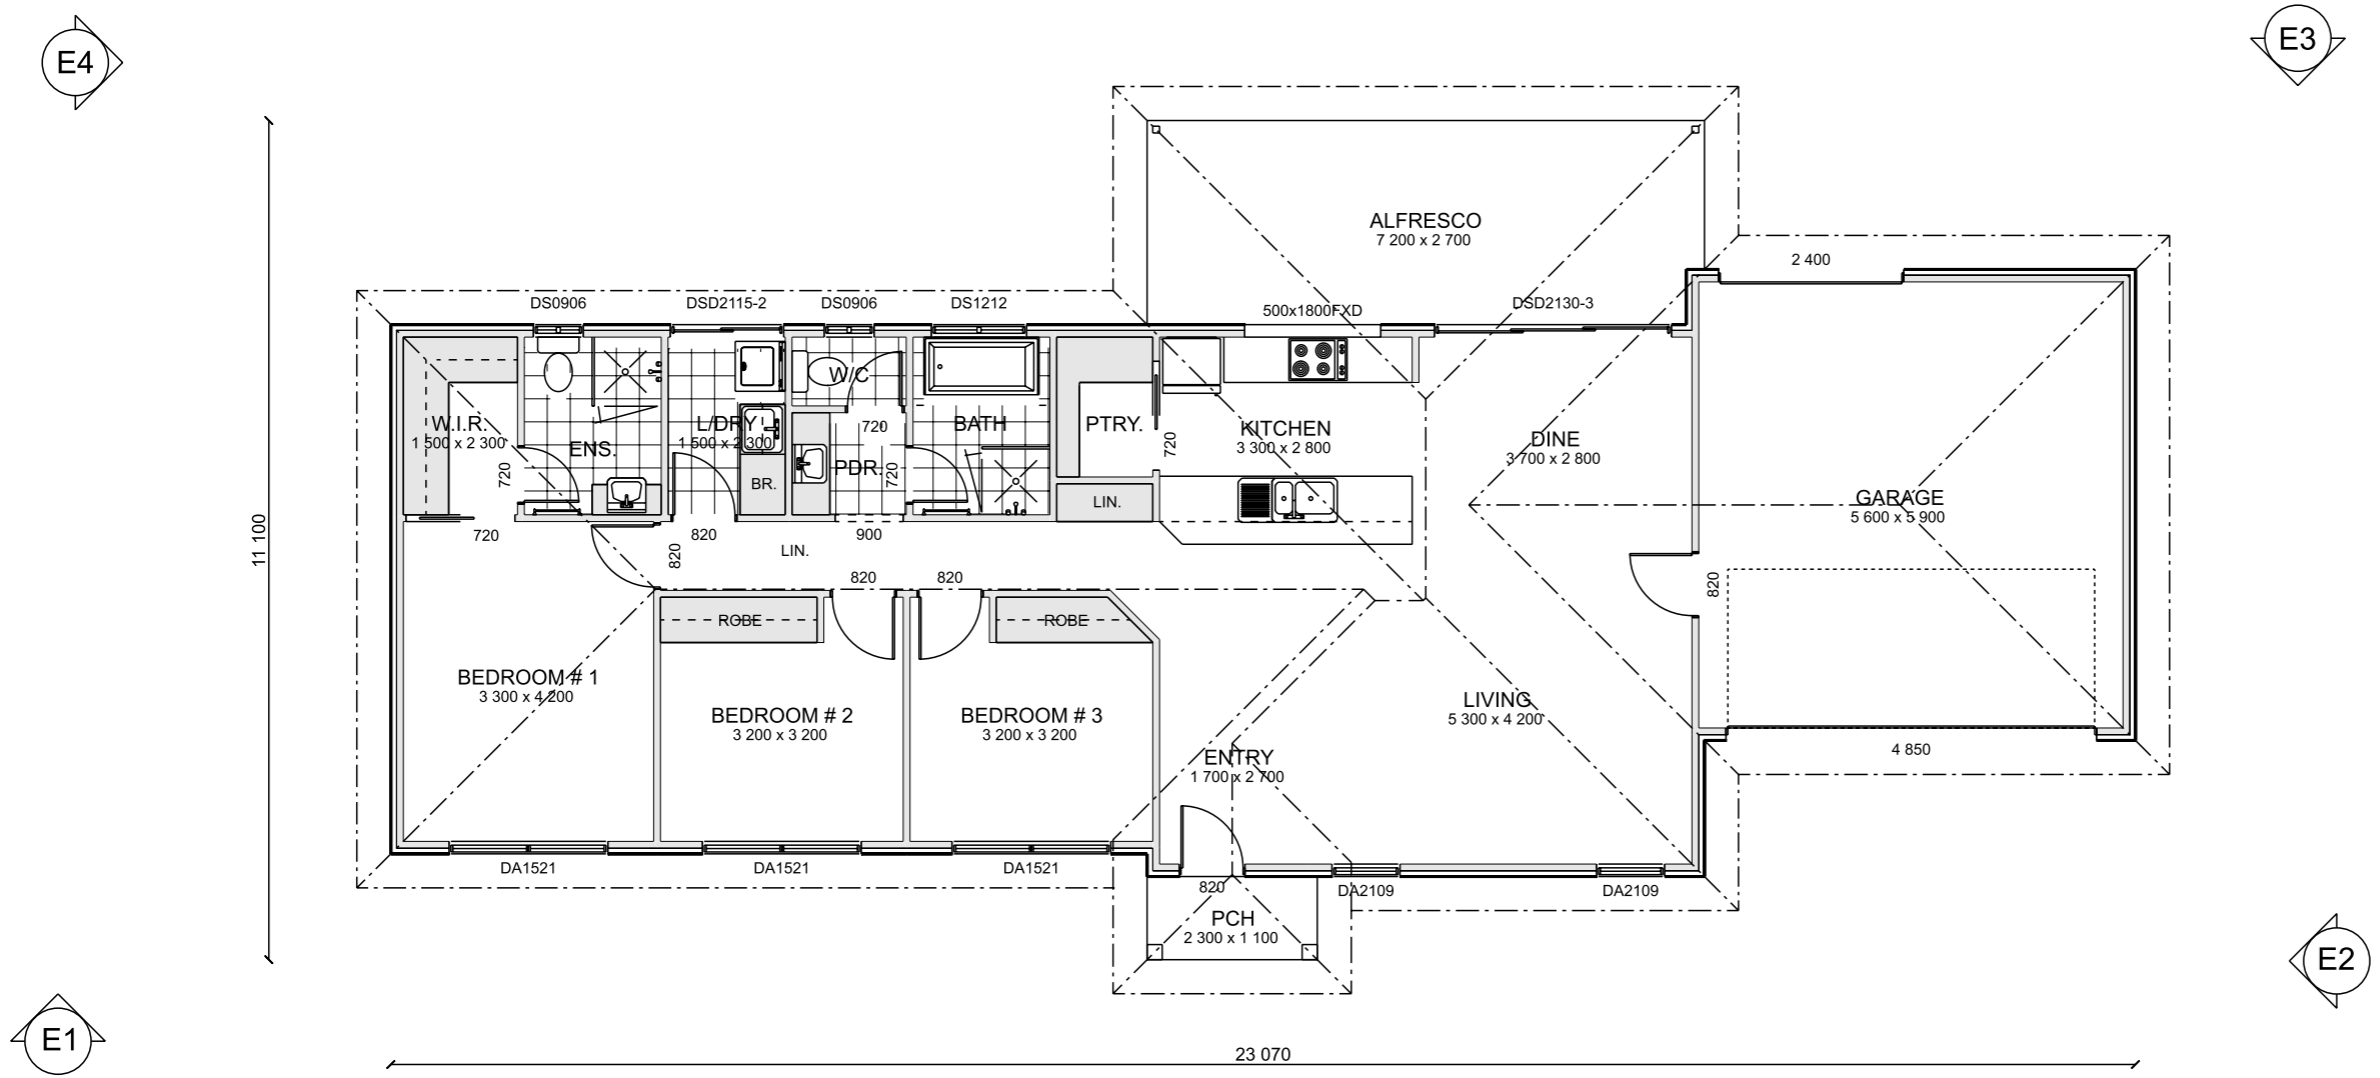 E4
E3
ALFRESCO
7 200 x 2 700
2 400
DS0906
DSD2115-2
DS0906
DS1212
500x1800FXD
DSD2130-3
W/C
W.I.R.
1 500 x 2 300
ENS.
L/DRY
1 500 x 2 300
720
BATH
PTRY.
KITCHEN
3 300 x 2 800
DINE
3 700 x 2 800
720
PDR.
720
720
BR.
LIN.
GARAGE
5 600 x 5 900
11 100
720
820
820
LIN.
900
820
820
820
ROBE
ROBE
BEDROOM # 1
3 300 x 4 200
BEDROOM # 2
3 200 x 3 200
BEDROOM # 3
3 200 x 3 200
LIVING
5 300 x 4 200
ENTRY
1 700 x 2 700
4 850
DA1521
DA1521
DA1521
820
DA2109
DA2109
PCH
2 300 x 1 100
E2
E1
23 070